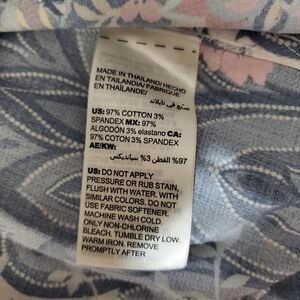 MADE IN THAILAND/ HECHO
EN TAILANDIA/ FABRIQUE
EN THAÏLANDE/
صنع في تايلاند
US: 97% COTTON 3%
SPANDEX MX: 97%
ALGODÓN 3% elastano CA:
97% COTON 3% SPANDEX
AE/KW:
97% القطن 3% سباندیکس
US: DO NOT APPLY
PRESSURE OR RUB STAIN,
FLUSH WITH WATER. WITH
SIMILAR COLORS. DO NOT
USE FABRIC SOFTENER.
MACHINE WASH COLD.
ONLY NON-CHLORINE
BLEACH. TUMBLE DRY LOW.
WARM IRON. REMOVE
PROMPTLY AFTER